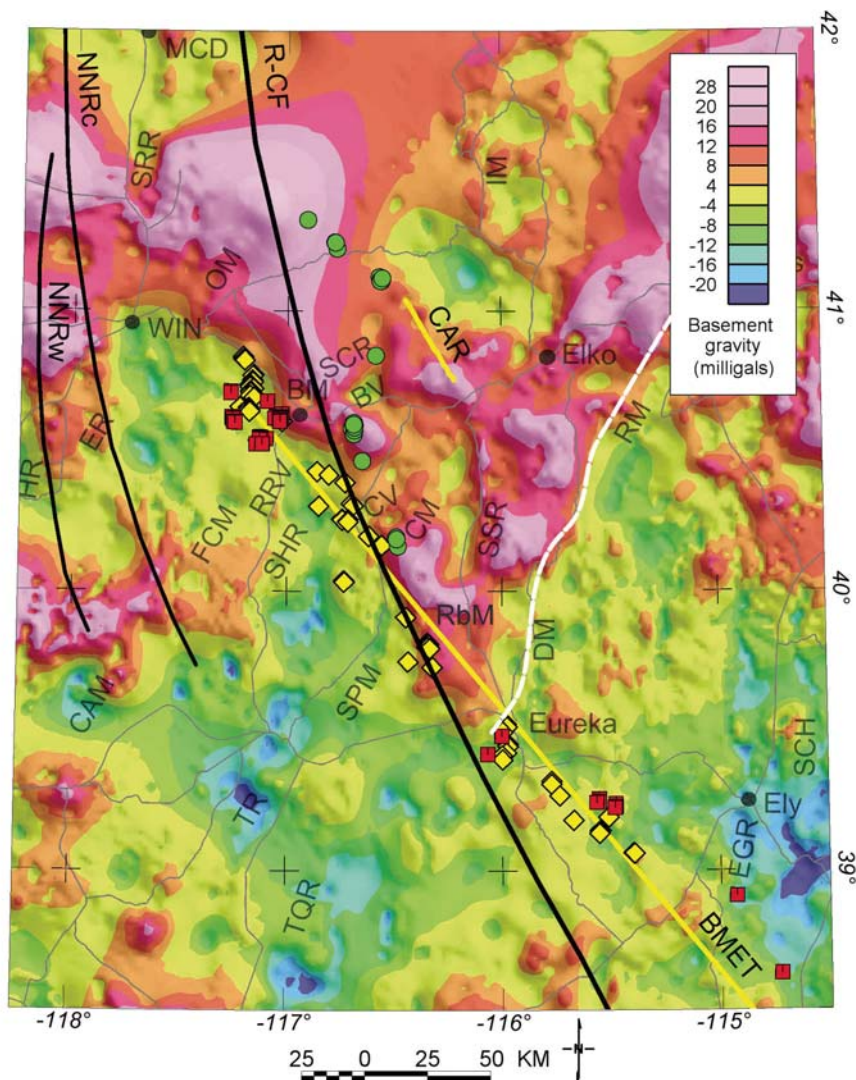 42°
MCD
NNRc
R-CF
28
20
16
12
8
4
-4
-8
-12
-16
-20
Basement
gravity
(milligals)
SRR
IM
OM
41°
NNRw
WIN
SCR
CAR
Elko
BM
BV
ER
HR
RM
RRV
CV
FCM
CM
SSR
SHR
40°
RbM
DM
SPM
CAM
Eureka
SCH
TR
Ely
EGR
39°
TQR
BMET
-118°
-117°
-116°
-115°
25 0 25 50 KM
N